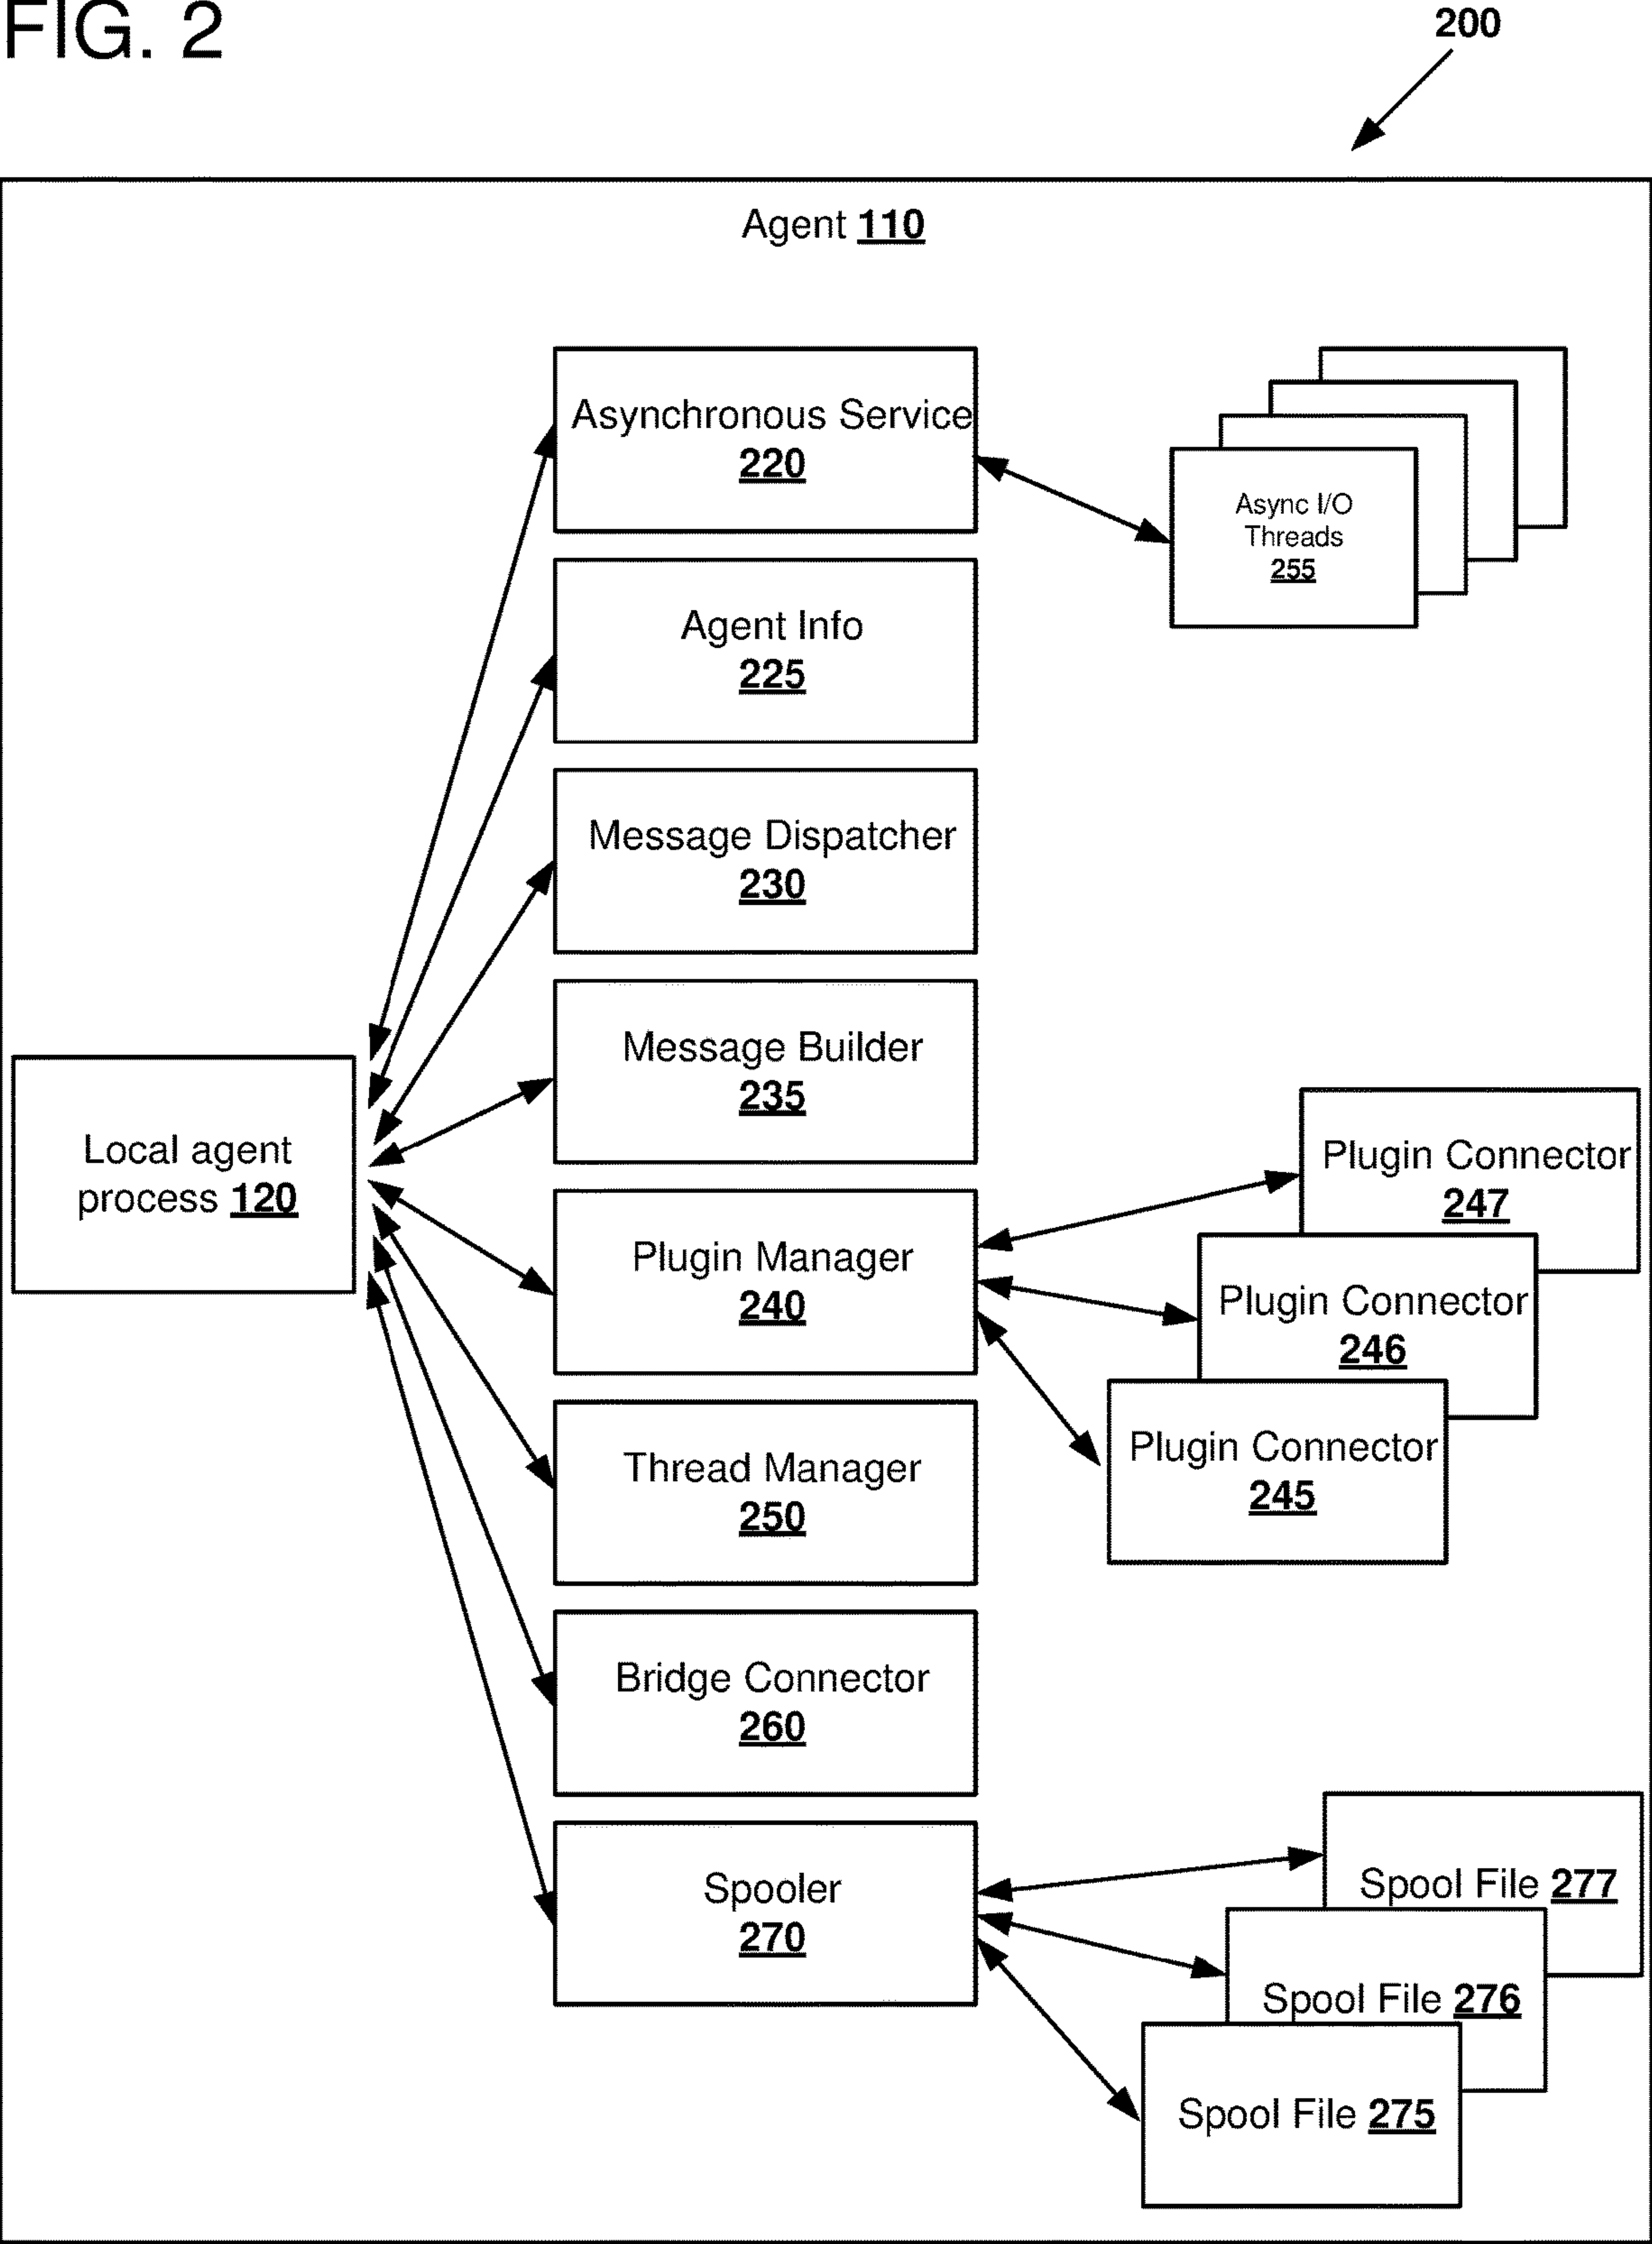 FIG. 2
200
Agent 110
Asynchronous Service
220
Async I/O
Threads
255
Agent Info
225
Message Dispatcher
230
Message Builder
235
Local agent
process 120
Plugin Manager
240
Plugin Connector
247
Plugin Connector
246
Plugin Connector
245
Thread Manager
250
Bridge Connector
260
Spooler
270
Spool File 277
Spool File 276
Spool File 275